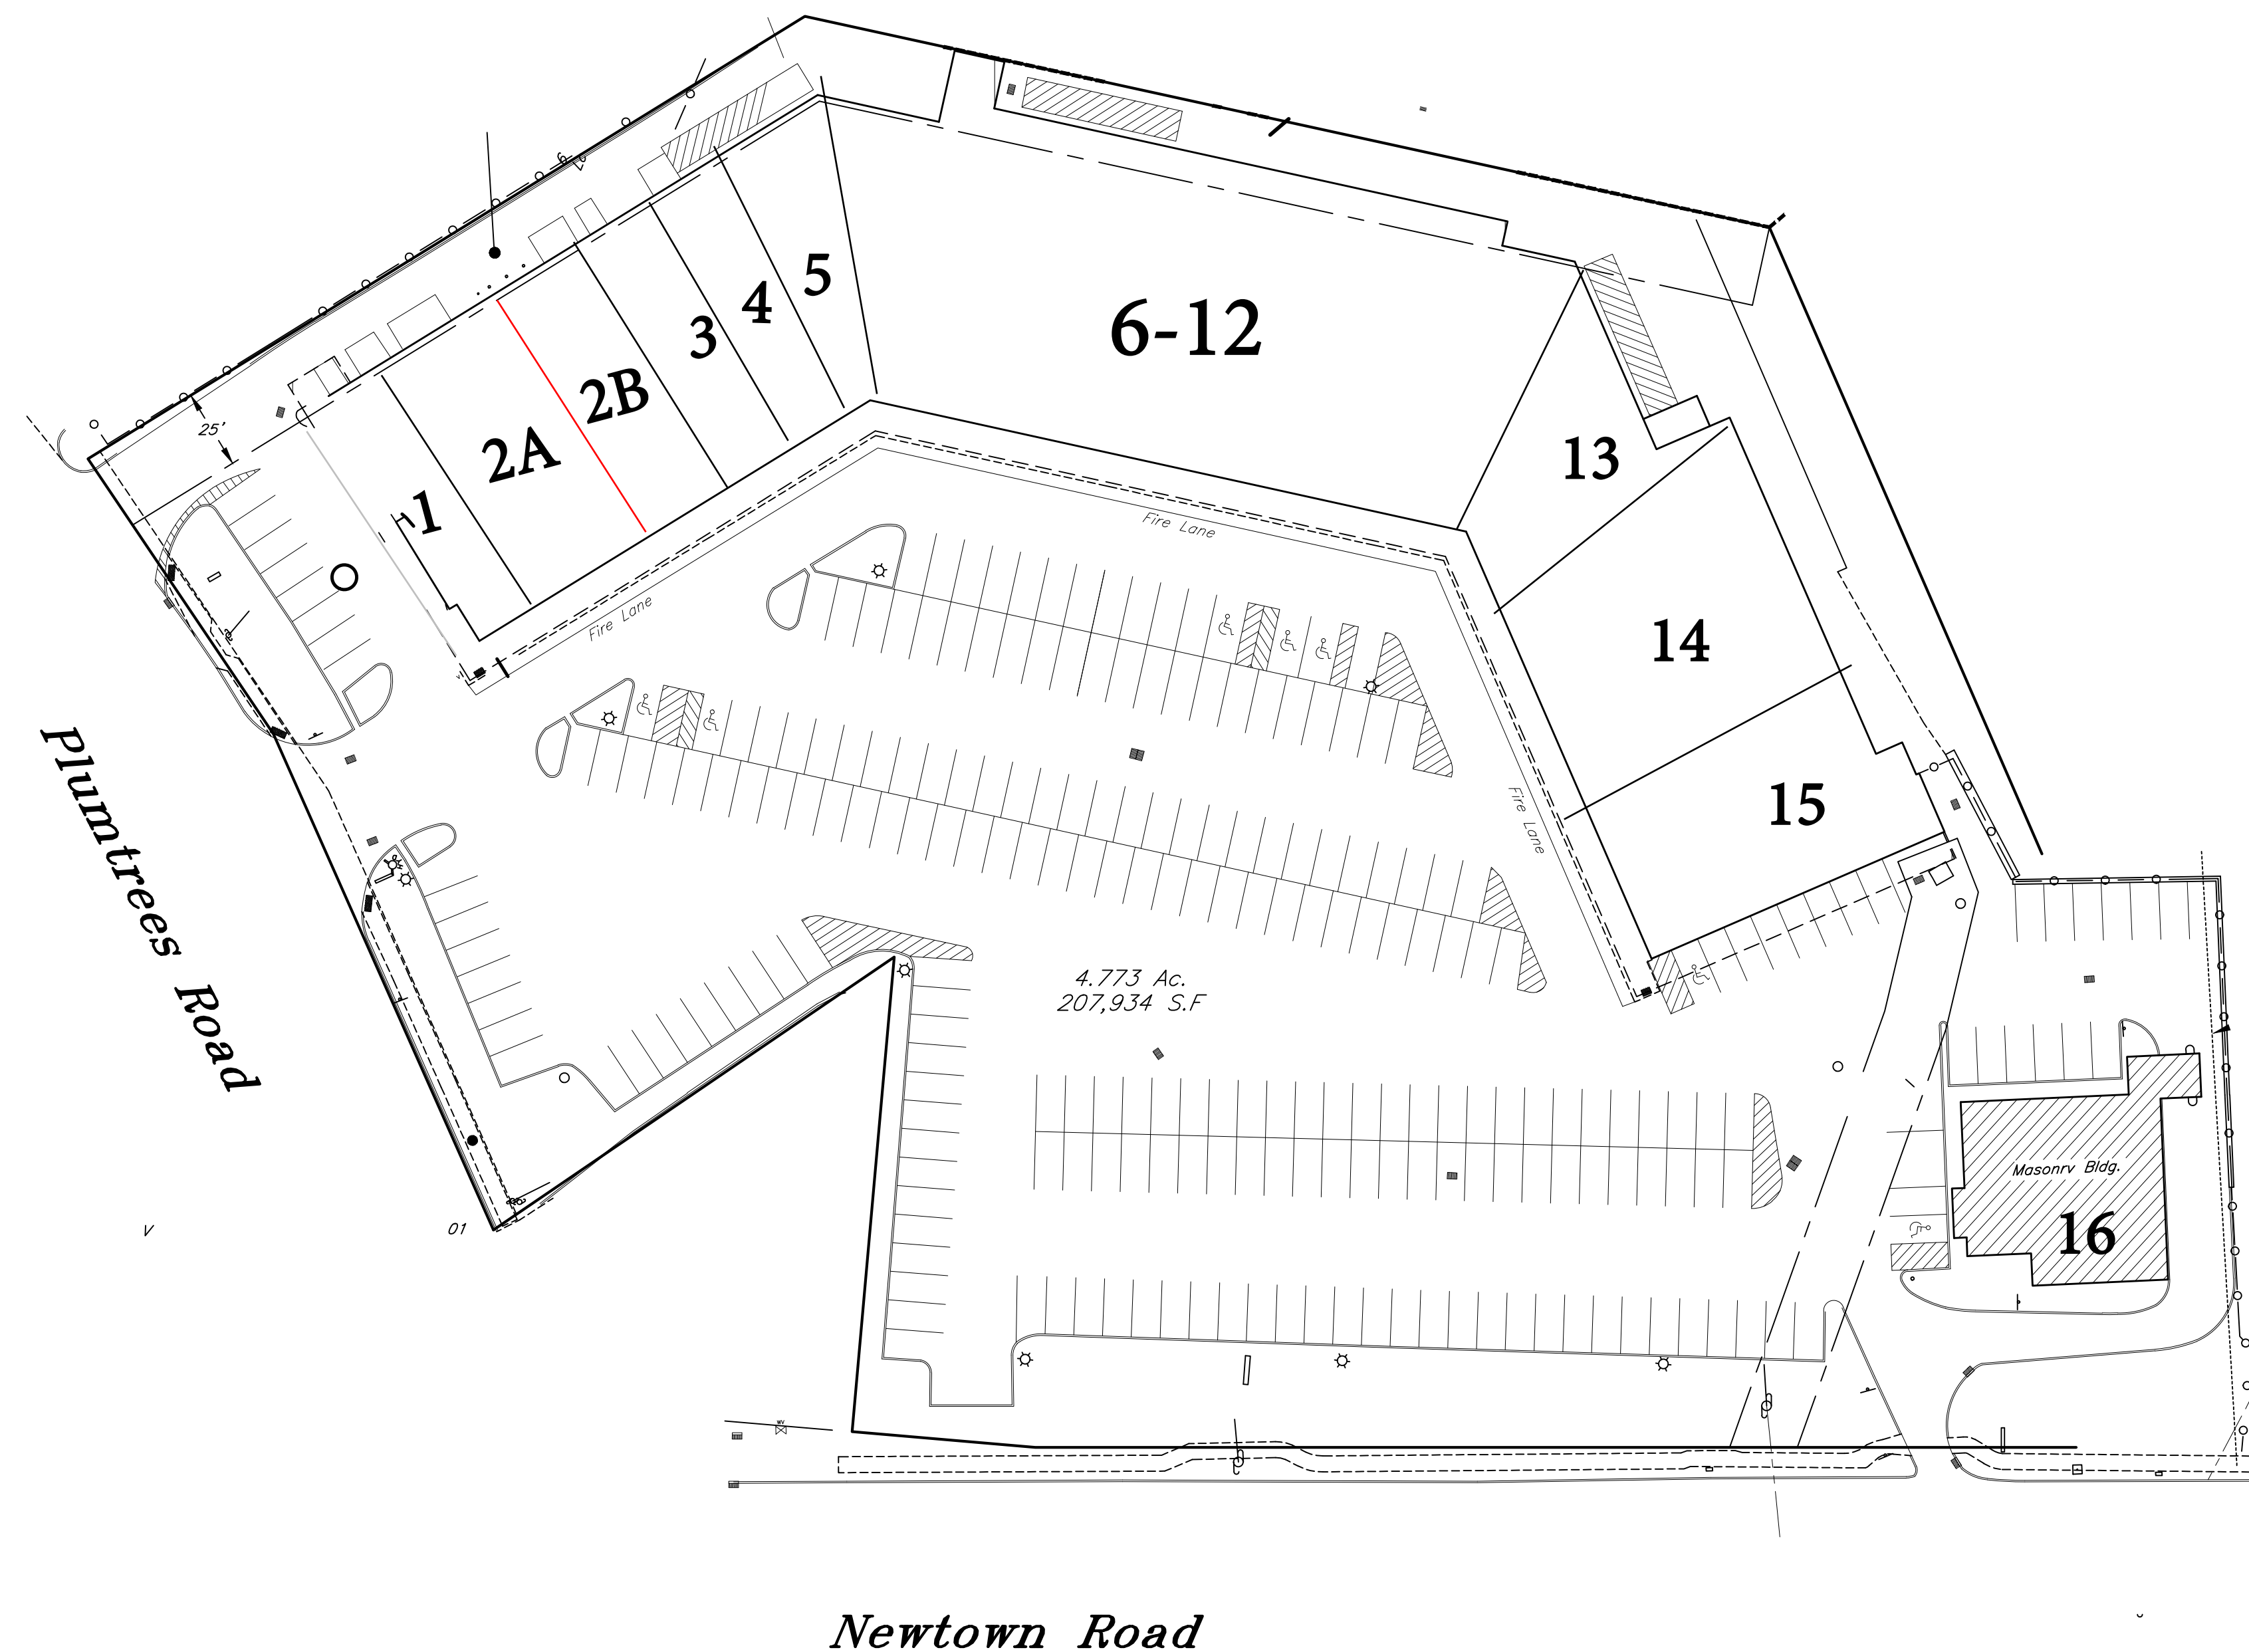 5
4
3
6-12
2B
2A
25'
1
13
14
15
Fire Lane
Fire Lane
Fire Lane
Plumtrees Road
4.773 Ac.
207,934 S.F
Masonry Bldg.
16
V
01
WV
Newtown Road